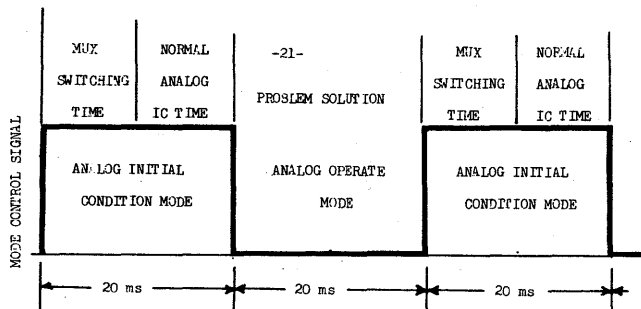 MUX
SWITCHING
TIME
NORMAL
ANALOG
IC TIME
-21-
PROBLEM SOLUTION
MUX
SWITCHING
TIME
NORMAL
ANALOG
IC TIME
MODE CONTROL SIGNAL
ANALOG INITIAL
CONDITION MODE
ANALOG OPERATE
MODE
ANALOG INITIAL
CONDITION MODE
20 ms
20 ms
20 ms